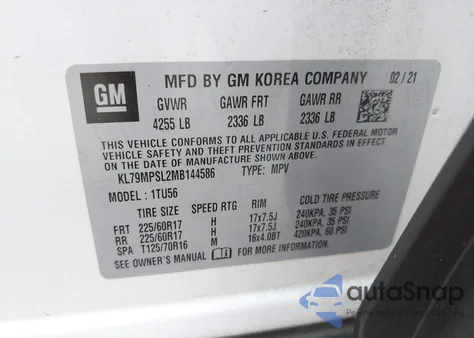 GM
MFD BY GM KOREA COMPANY 02 / 21
GVWR GAWR FRT GAWR RR
4255 LB 2336 LB 2336 LB
THIS VEHICLE CONFORMS TO ALL APPLICABLE U.S. FEDERAL MOTOR
VEHICLE SAFETY, BUMPER, AND THEFT PREVENTION STANDARDS IN
EFFECT ON THE DATE OF MANUFACTURE SHOWN ABOVE.
KL79MPSL2MB144586 TYPE: MPV
MODEL : 1TU56
TIRE SIZE SPEED RTG RIM COLD TIRE PRESSURE
FRT 225/60R17 H 17x7.5J 240KPA, 35 PSI
RR 225/60R17 H 17x7.5J 240KPA, 35 PSI
SPA T125/70R16 M 16x4.0BT 420KPA, 60 PSI
SEE OWNER'S MANUAL FOR MORE INFORMATION.
autoSnap